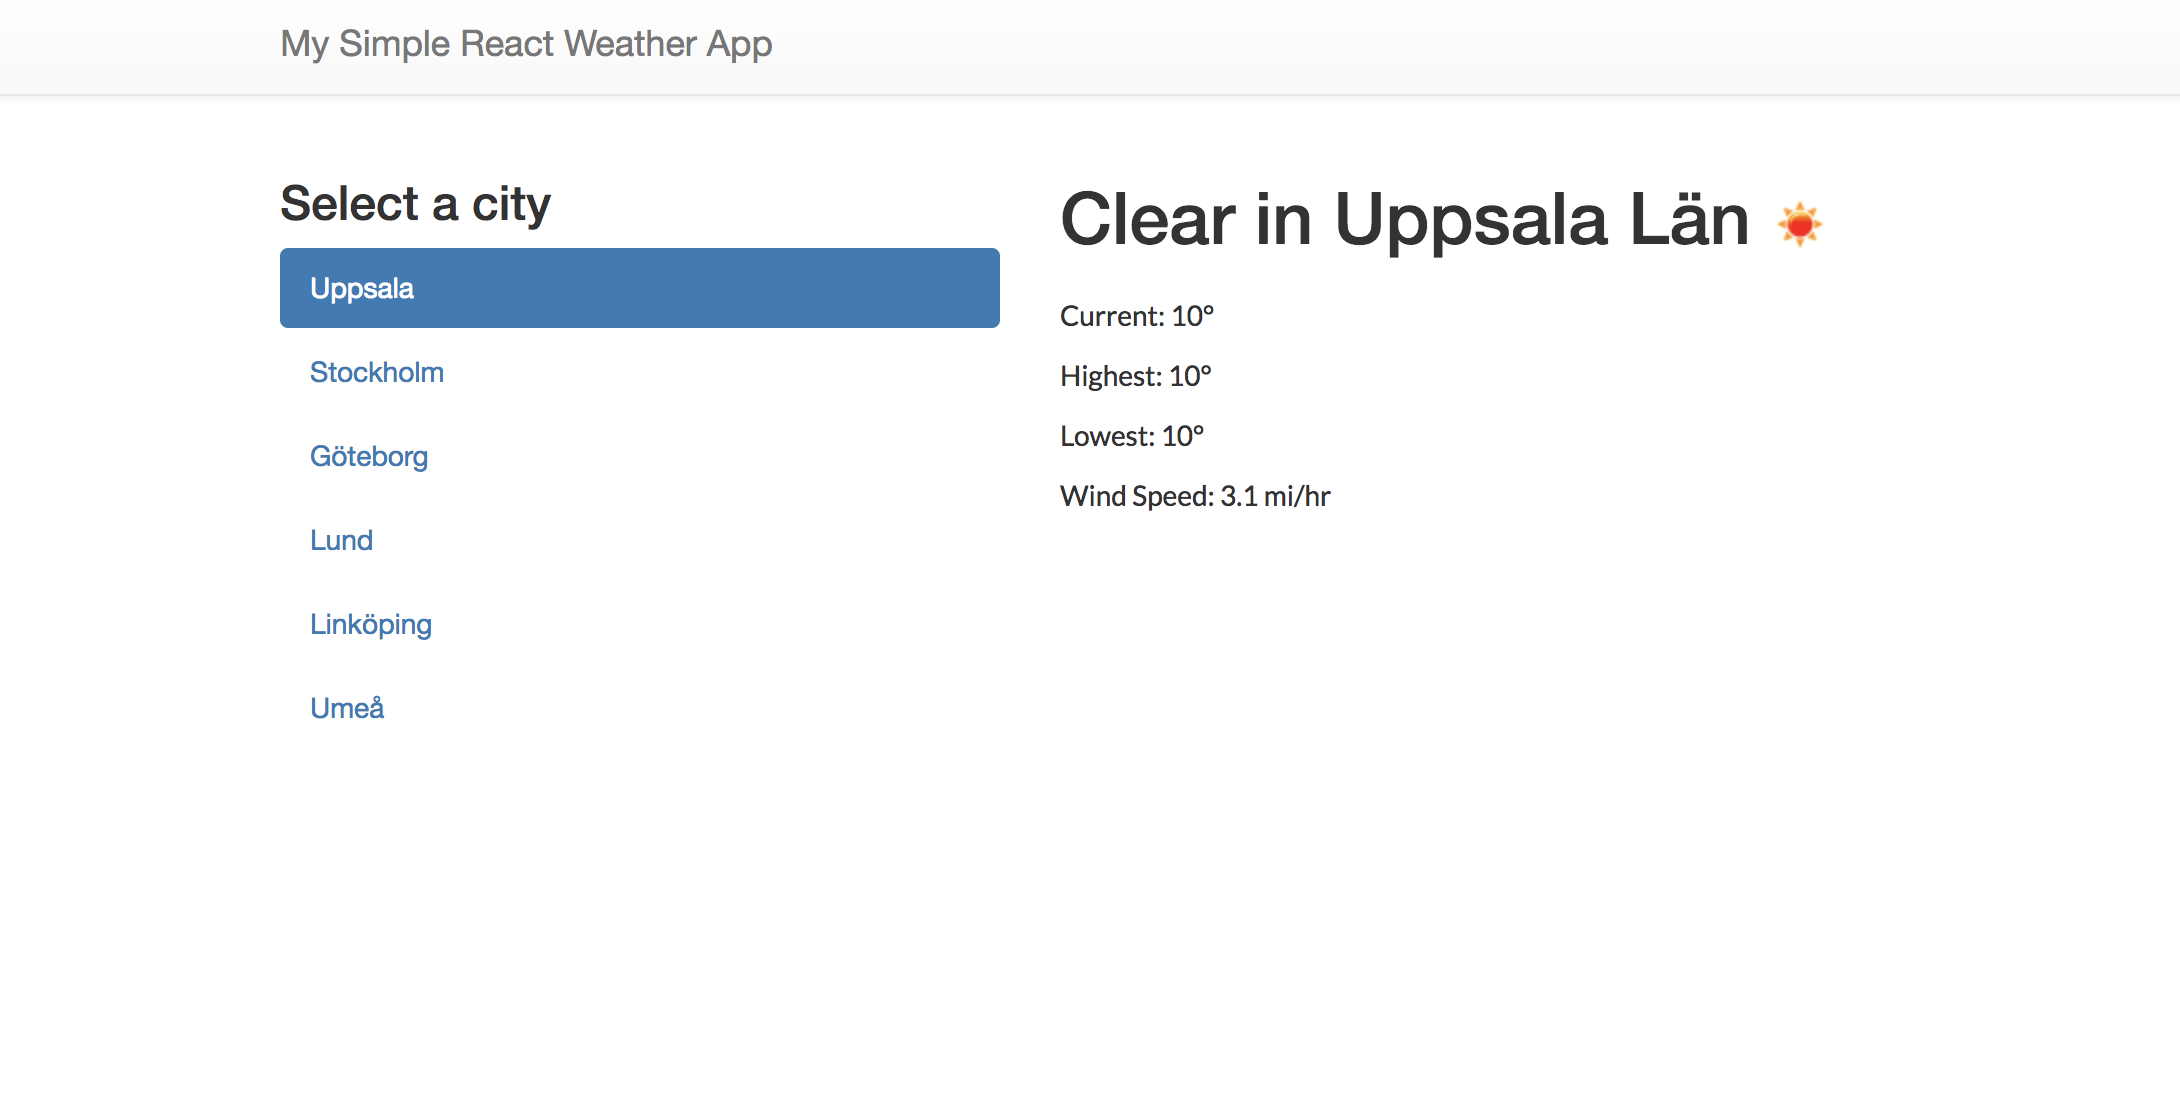 My Simple React Weather App
Select a city
Uppsala
Stockholm
Göteborg
Lund
Linköping
Umeå
Clear in Uppsala Län
Current: 10°
Highest: 10°
Lowest: 10°
Wind Speed: 3.1 mi/hr